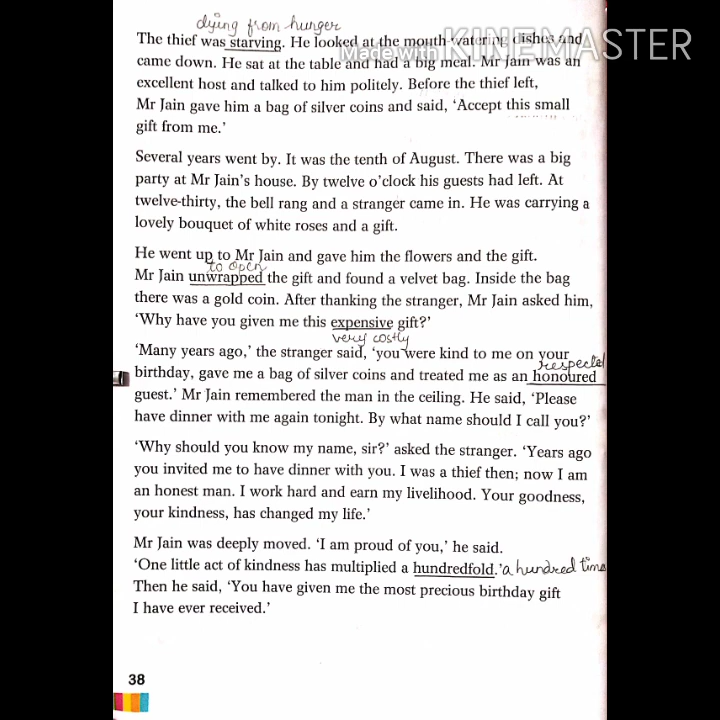 dying from hunger
The thief was starving. He looked at the mouth-watering dishes and
Made with KINEMASTER
came down. He sat at the table and had a big meal. Mr Jain was an
excellent host and talked to him politely. Before the thief left,
Mr Jain gave him a bag of silver coins and said, ‘Accept this small
gift from me.’
Several years went by. It was the tenth of August. There was a big
party at Mr Jain’s house. By twelve o’clock his guests had left. At
twelve-thirty, the bell rang and a stranger came in. He was carrying a
lovely bouquet of white roses and a gift.
He went up to Mr Jain and gave him the flowers and the gift.
to open
Mr Jain unwrapped the gift and found a velvet bag. Inside the bag
there was a gold coin. After thanking the stranger, Mr Jain asked him,
‘Why have you given me this expensive gift?’
very costly
‘Many years ago,’ the stranger said, ‘you were kind to me on your
respected
birthday, gave me a bag of silver coins and treated me as an honoured
guest.’ Mr Jain remembered the man in the ceiling. He said, ‘Please
have dinner with me again tonight. By what name should I call you?’
‘Why should you know my name, sir?’ asked the stranger. ‘Years ago
you invited me to have dinner with you. I was a thief then; now I am
an honest man. I work hard and earn my livelihood. Your goodness,
your kindness, has changed my life.’
Mr Jain was deeply moved. ‘I am proud of you,’ he said.
‘One little act of kindness has multiplied a hundredfold.’ a hundred time
Then he said, ‘You have given me the most precious birthday gift
I have ever received.’
38